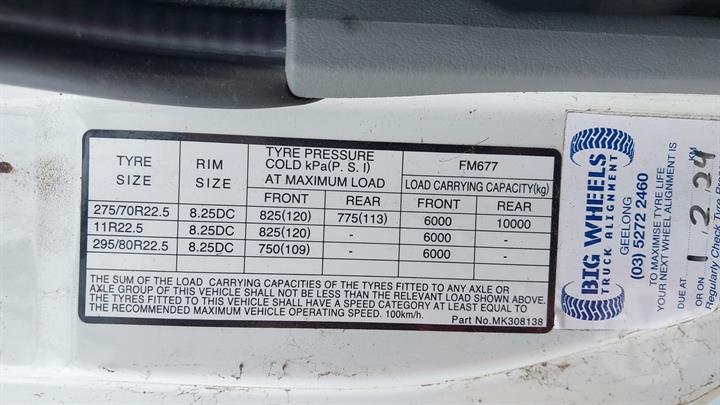 TYRE SIZE RIM SIZE TYRE PRESSURE COLD kPa(P. S. I) AT MAXIMUM LOAD FM677
LOAD CARRYING CAPACITY(kg)
FRONT REAR FRONT REAR
275/70R22.5 8.25DC 825(120) 775(113) 6000 10000
11R22.5 8.25DC 825(120) - 6000 -
295/80R22.5 8.25DC 750(109) - 6000 -
THE SUM OF THE LOAD CARRYING CAPACITIES OF THE TYRES FITTED TO ANY AXLE OR
AXLE GROUP OF THIS VEHICLE SHALL NOT BE LESS THAN THE RELEVANT LOAD SHOWN ABOVE.
THE TYRES FITTED TO THIS VEHICLE SHALL HAVE A SPEED CATEGORY AT LEAST EQUAL TO
THE RECOMMENDED MAXIMUM VEHICLE OPERATING SPEED. 100km/h.
Part No.MK308138
BIG WHEELS
TRUCK ALIGNMENT
GEELONG
(03) 5272 2460
TO MAXIMISE TYRE LIFE
YOUR NEXT WHEEL ALIGNMENT IS
DUE AT KM
OR ON 1 2 24
Regularly Check Tyre